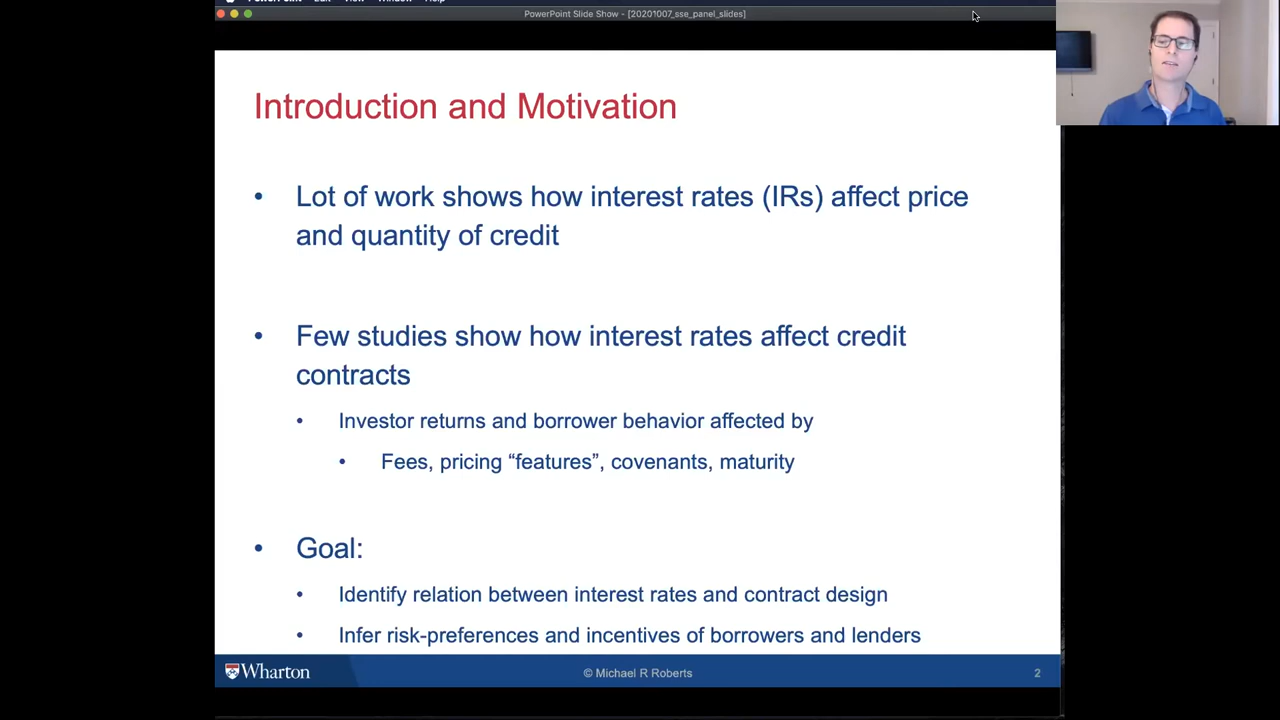 PowerPoint Slide Show - [20201007_sse_panel_slides]
Introduction and Motivation
• Lot of work shows how interest rates (IRs) affect price
and quantity of credit
• Few studies show how interest rates affect credit
contracts
• Investor returns and borrower behavior affected by
• Fees, pricing “features”, covenants, maturity
• Goal:
• Identify relation between interest rates and contract design
• Infer risk-preferences and incentives of borrowers and lenders
Wharton
© Michael R Roberts
2